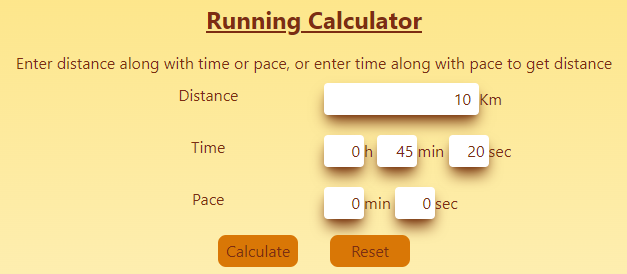 Running Calculator
Enter distance along with time or pace, or enter time along with pace to get distance
Distance 10 Km
Time 0 h 45 min 20 sec
Pace 0 min 0 sec
Calculate Reset